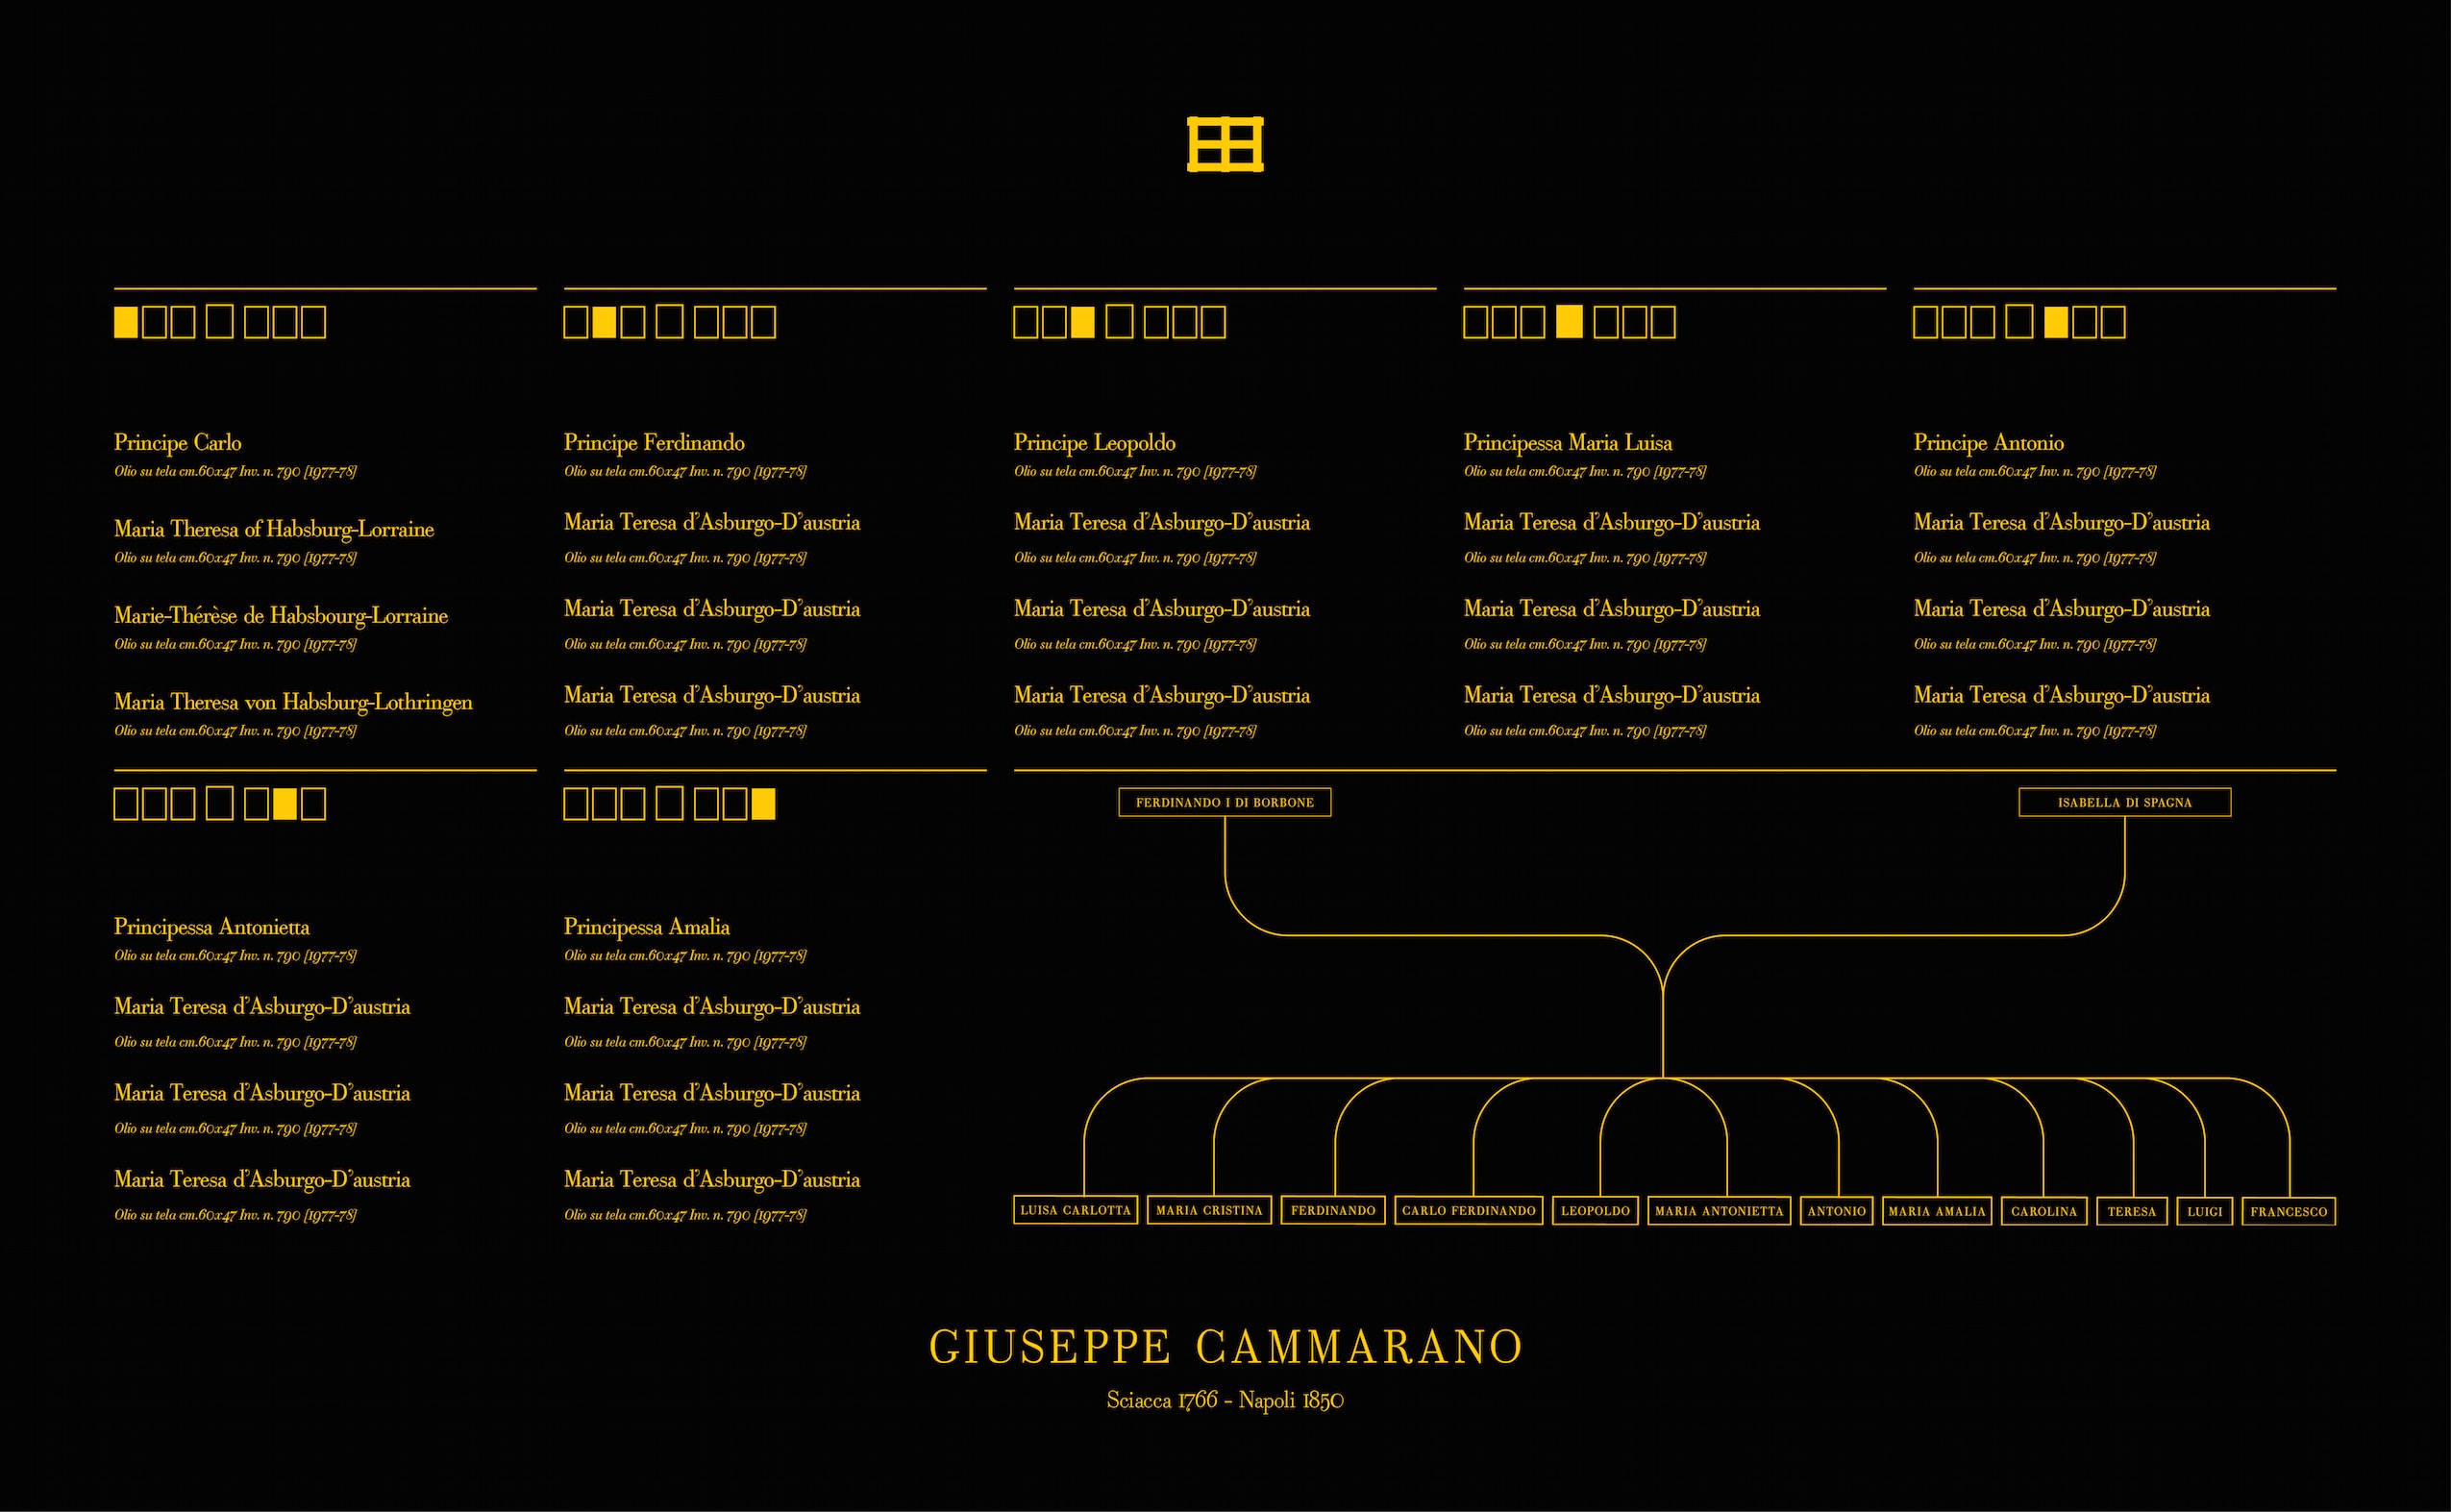 Principe Carlo
Olio su tela cm.60x47 Inv. n. 790 [1977-78]
Maria Theresa of Habsburg-Lorraine
Olio su tela cm.60x47 Inv. n. 790 [1977-78]
Marie-Thérèse de Habsbourg-Lorraine
Olio su tela cm.60x47 Inv. n. 790 [1977-78]
Maria Theresa von Habsburg-Lothringen
Olio su tela cm.60x47 Inv. n. 790 [1977-78]
Principe Ferdinando
Olio su tela cm.60x47 Inv. n. 790 [1977-78]
Maria Teresa d’Asburgo-D’austria
Olio su tela cm.60x47 Inv. n. 790 [1977-78]
Maria Teresa d’Asburgo-D’austria
Olio su tela cm.60x47 Inv. n. 790 [1977-78]
Maria Teresa d’Asburgo-D’austria
Olio su tela cm.60x47 Inv. n. 790 [1977-78]
Principe Leopoldo
Olio su tela cm.60x47 Inv. n. 790 [1977-78]
Maria Teresa d’Asburgo-D’austria
Olio su tela cm.60x47 Inv. n. 790 [1977-78]
Maria Teresa d’Asburgo-D’austria
Olio su tela cm.60x47 Inv. n. 790 [1977-78]
Maria Teresa d’Asburgo-D’austria
Olio su tela cm.60x47 Inv. n. 790 [1977-78]
Principessa Maria Luisa
Olio su tela cm.60x47 Inv. n. 790 [1977-78]
Maria Teresa d’Asburgo-D’austria
Olio su tela cm.60x47 Inv. n. 790 [1977-78]
Maria Teresa d’Asburgo-D’austria
Olio su tela cm.60x47 Inv. n. 790 [1977-78]
Maria Teresa d’Asburgo-D’austria
Olio su tela cm.60x47 Inv. n. 790 [1977-78]
Principe Antonio
Olio su tela cm.60x47 Inv. n. 790 [1977-78]
Maria Teresa d’Asburgo-D’austria
Olio su tela cm.60x47 Inv. n. 790 [1977-78]
Maria Teresa d’Asburgo-D’austria
Olio su tela cm.60x47 Inv. n. 790 [1977-78]
Maria Teresa d’Asburgo-D’austria
Olio su tela cm.60x47 Inv. n. 790 [1977-78]
Principessa Antonietta
Olio su tela cm.60x47 Inv. n. 790 [1977-78]
Maria Teresa d’Asburgo-D’austria
Olio su tela cm.60x47 Inv. n. 790 [1977-78]
Maria Teresa d’Asburgo-D’austria
Olio su tela cm.60x47 Inv. n. 790 [1977-78]
Maria Teresa d’Asburgo-D’austria
Olio su tela cm.60x47 Inv. n. 790 [1977-78]
Principessa Amalia
Olio su tela cm.60x47 Inv. n. 790 [1977-78]
Maria Teresa d’Asburgo-D’austria
Olio su tela cm.60x47 Inv. n. 790 [1977-78]
Maria Teresa d’Asburgo-D’austria
Olio su tela cm.60x47 Inv. n. 790 [1977-78]
Maria Teresa d’Asburgo-D’austria
Olio su tela cm.60x47 Inv. n. 790 [1977-78]
FERDINANDO I DI BORBONE
ISABELLA DI SPAGNA
LUISA CARLOTTA
MARIA CRISTINA
FERDINANDO
CARLO FERDINANDO
LEOPOLDO
MARIA ANTONIETTA
ANTONIO
MARIA AMALIA
CAROLINA
TERESA
LUIGI
FRANCESCO
GIUSEPPE CAMMARANO
Sciacca 1766 - Napoli 1850